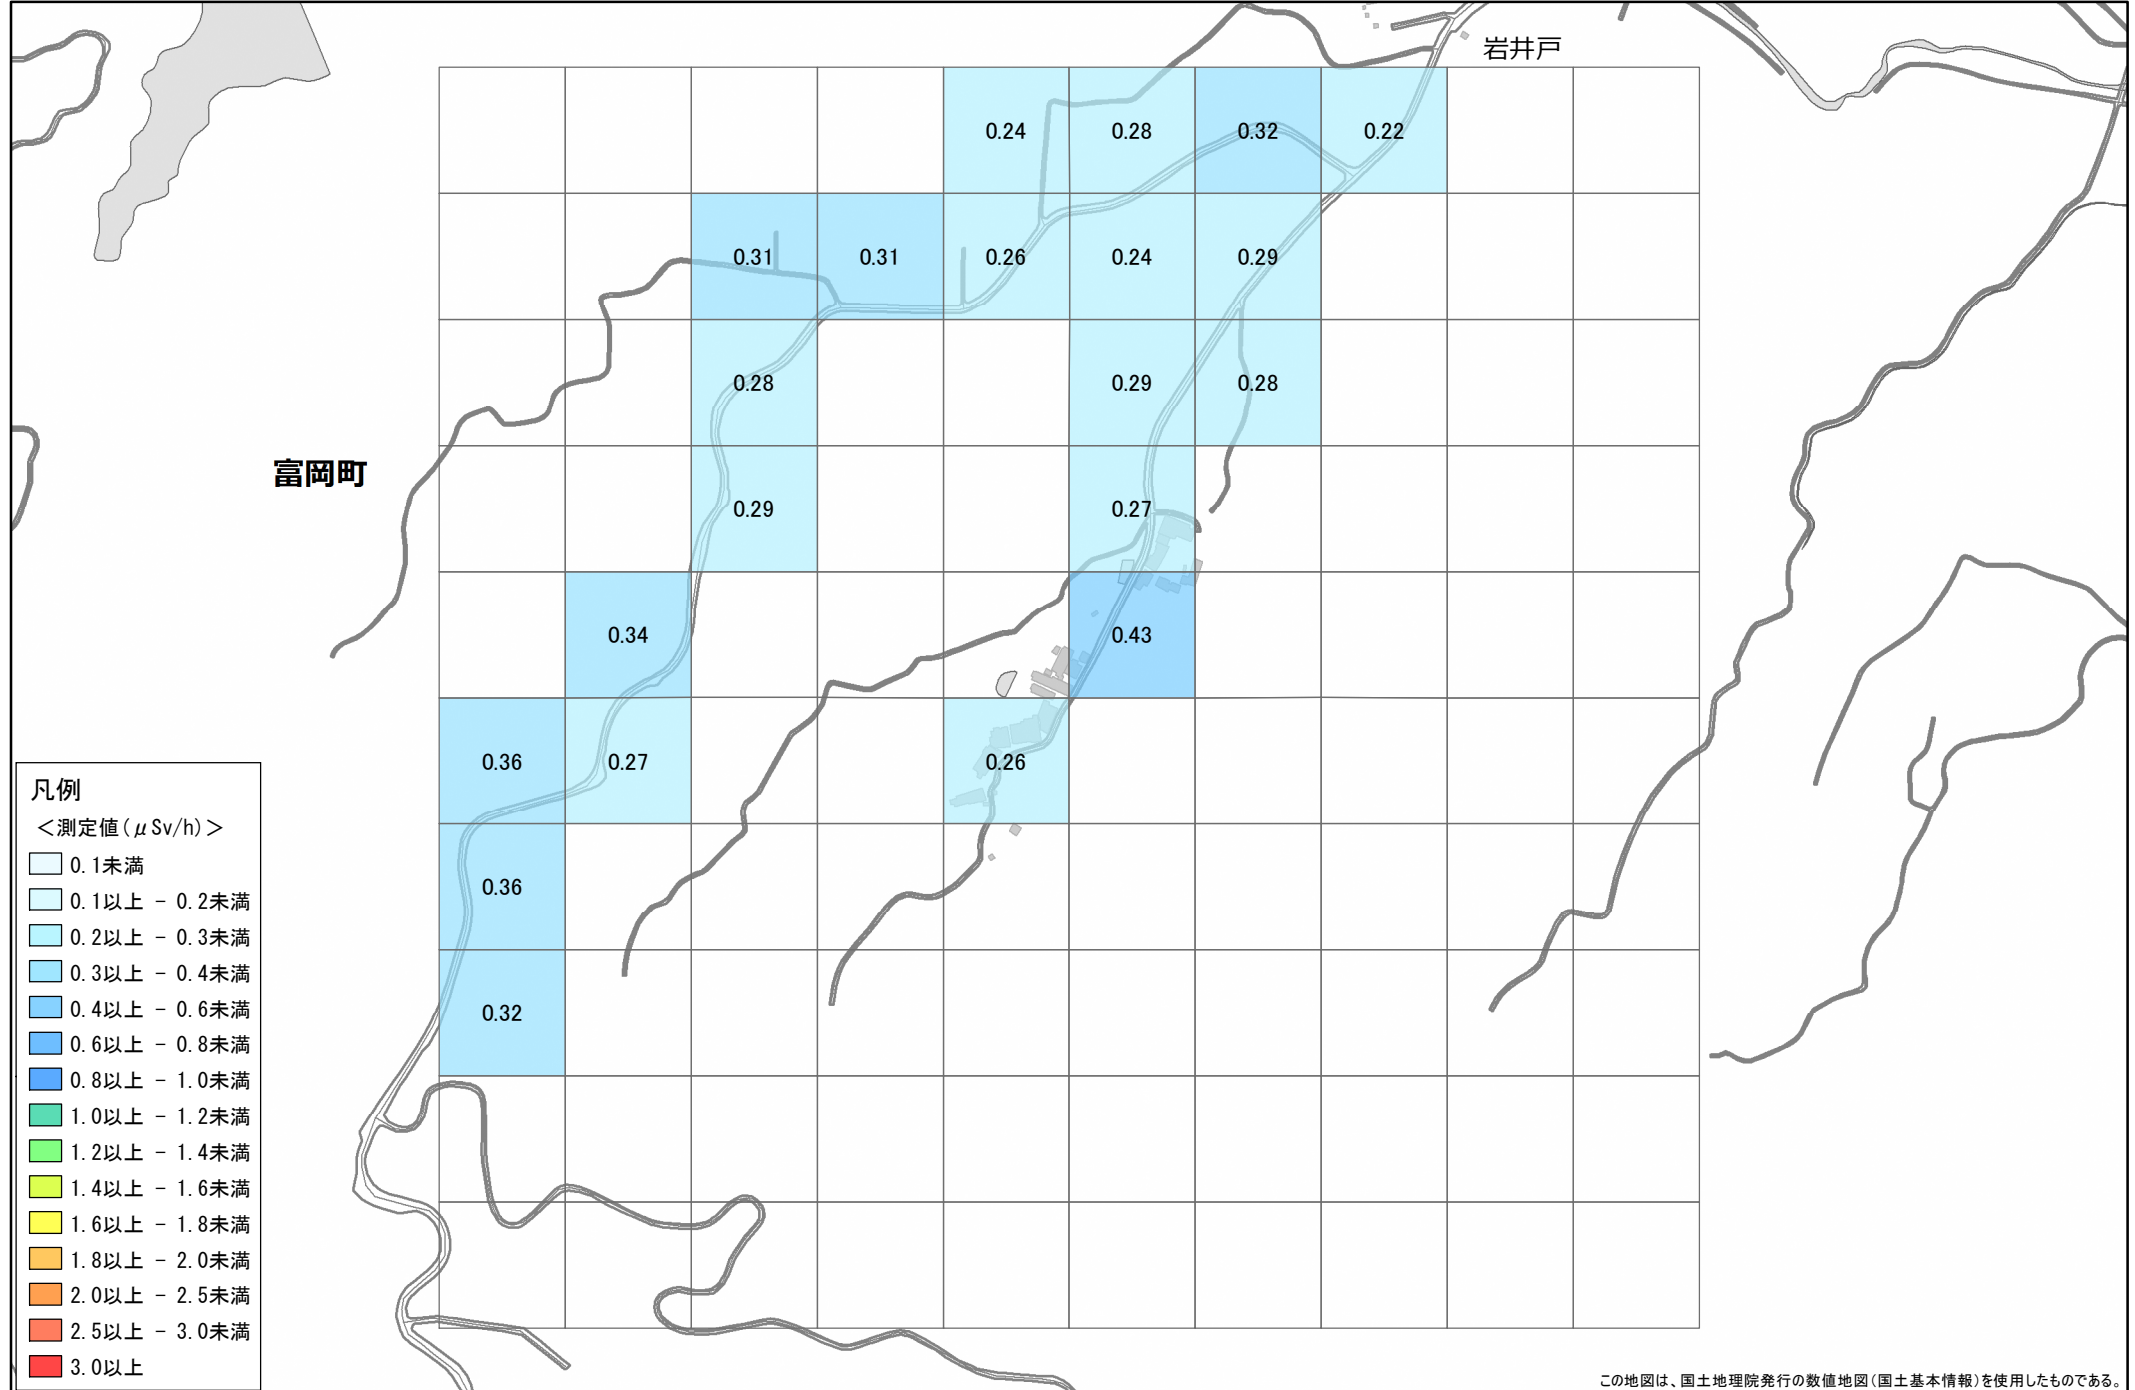 岩井戸
0.24 0.28 0.32 0.22
0.31 0.31 0.26 0.24 0.29
0.28 0.29 0.28
富岡町
0.29 0.27
0.34 0.43
0.36 0.27 0.26
0.36
0.32
凡例
＜測定値(μSv/h)＞
0.1未満
0.1以上 － 0.2未満
0.2以上 － 0.3未満
0.3以上 － 0.4未満
0.4以上 － 0.6未満
0.6以上 － 0.8未満
0.8以上 － 1.0未満
1.0以上 － 1.2未満
1.2以上 － 1.4未満
1.4以上 － 1.6未満
1.6以上 － 1.8未満
1.8以上 － 2.0未満
2.0以上 － 2.5未満
2.5以上 － 3.0未満
3.0以上
この地図は、国土地理院発行の数値地図(国土基本情報)を使用したものである。